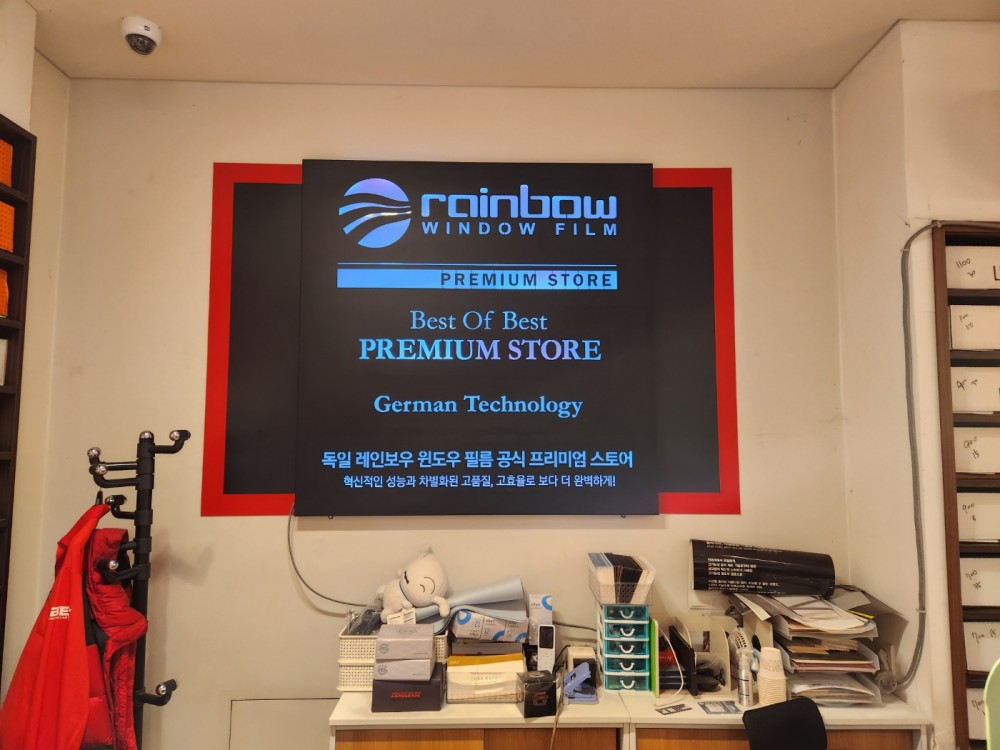 rainbow
WINDOW FILM
PREMIUM STORE
Best Of Best
PREMIUM STORE
German Technology
독일 레인보우 윈도우 필름 공식 프리미엄 스토어
혁신적인 성능과 차별화된 고품질, 고효율로 보다 더 완벽하게!
1100
700
900